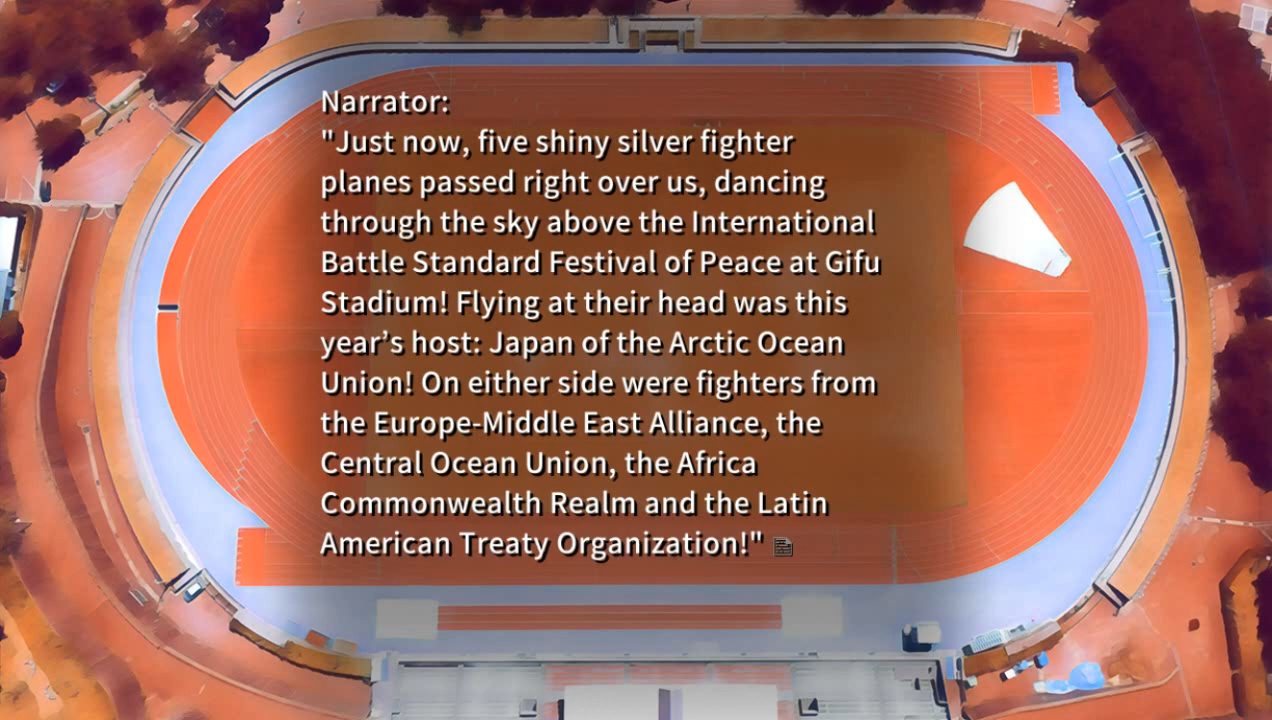 Narrator:
"Just now, five shiny silver fighter
planes passed right over us, dancing
through the sky above the International
Battle Standard Festival of Peace at Gifu
Stadium! Flying at their head was this
year’s host: Japan of the Arctic Ocean
Union! On either side were fighters from
the Europe-Middle East Alliance, the
Central Ocean Union, the Africa
Commonwealth Realm and the Latin
American Treaty Organization!"